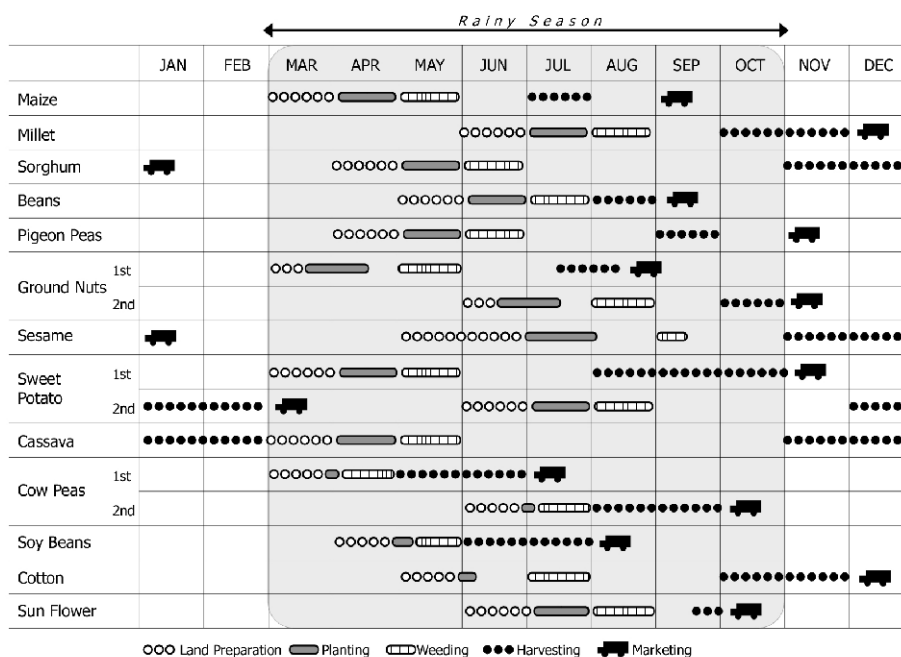 Rainy Season
JAN FEB MAR APR MAY JUN JUL AUG SEP OCT NOV DEC
Maize
Millet
Sorghum
Beans
Pigeon Peas
Ground Nuts 1st
2nd
Sesame
Sweet Potato 1st
2nd
Cassava
Cow Peas 1st
2nd
Soy Beans
Cotton
Sun Flower
Land Preparation Planting Weeding Harvesting Marketing